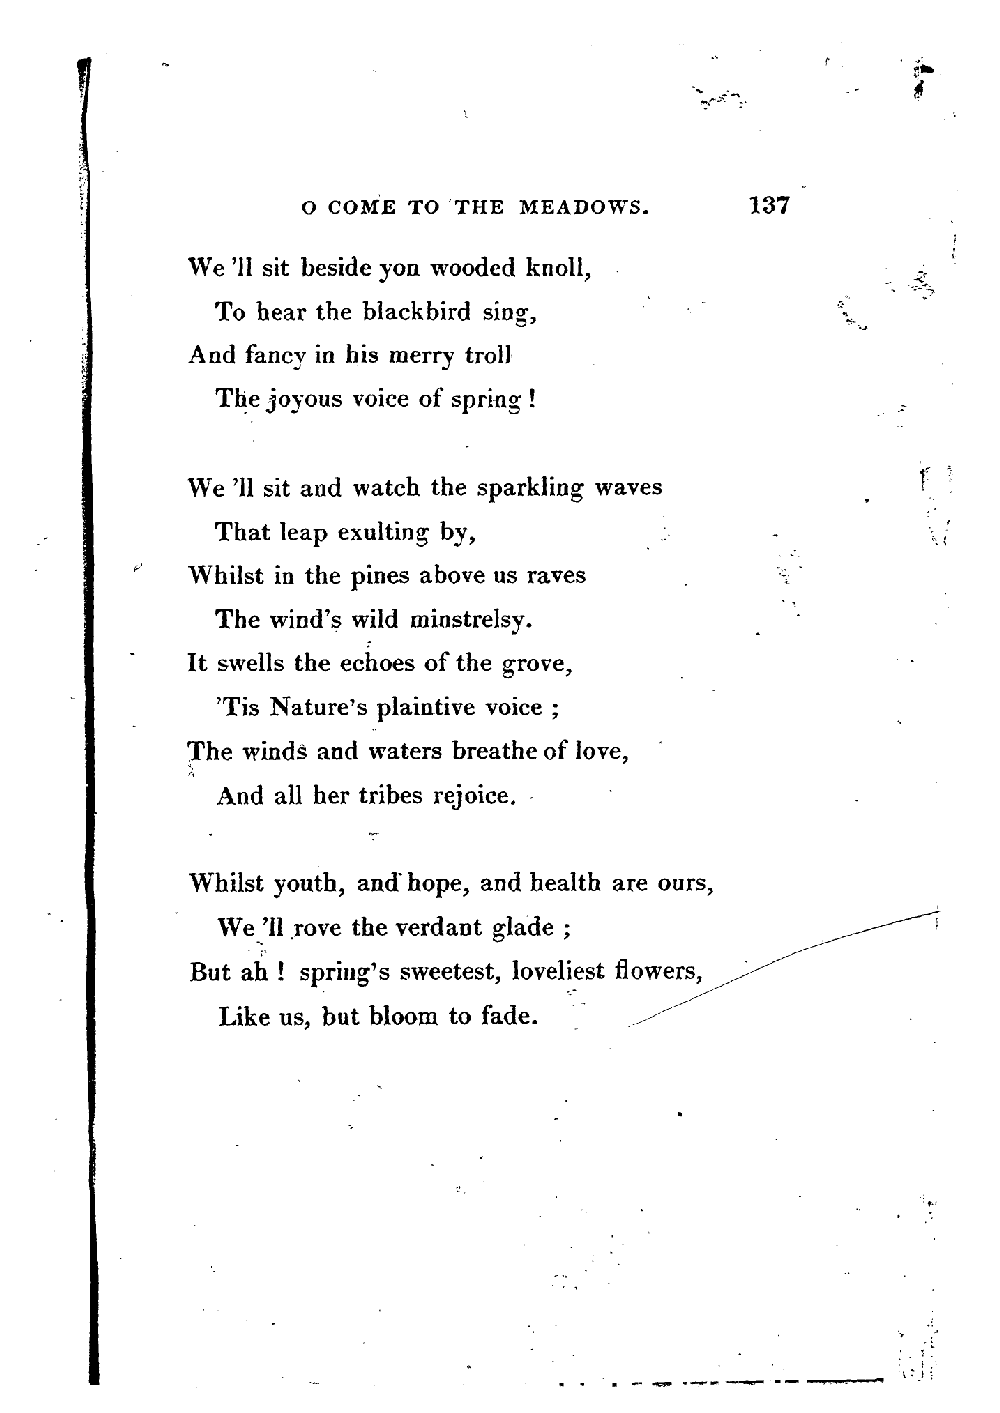 O COME TO THE MEADOWS. 137
We 'll sit beside yon wooded knoll,
To hear the blackbird sing,
And fancy in his merry troll
The joyous voice of spring !
We 'll sit and watch the sparkling waves
That leap exulting by,
Whilst in the pines above us raves
The wind's wild minstrelsy.
It swells the echoes of the grove,
'Tis Nature's plaintive voice ;
The winds and waters breathe of love,
And all her tribes rejoice.
Whilst youth, and hope, and health are ours,
We 'll rove the verdant glade ;
But ah ! spring's sweetest, loveliest flowers,
Like us, but bloom to fade.